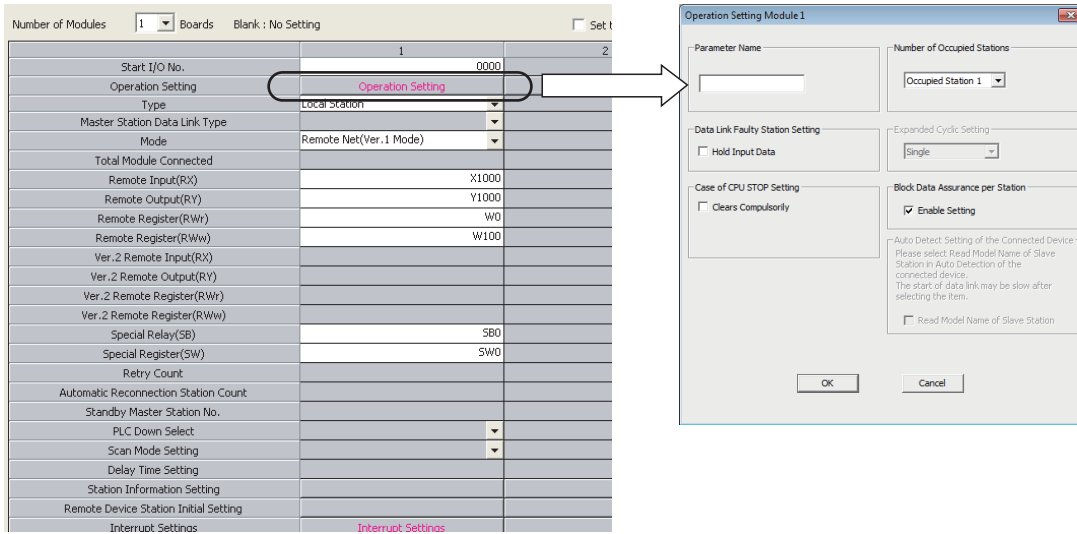 Number of Modules 1 Boards Blank : No Setting Set t
1 2
Start I/O No. 0000
Operation Setting Operation Setting
Type Local Station
Master Station Data Link Type
Mode Remote Net(Ver.1 Mode)
Total Module Connected
Remote Input(RX) X1000
Remote Output(RY) Y1000
Remote Register(RWr) W0
Remote Register(RWw) W100
Ver.2 Remote Input(RX)
Ver.2 Remote Output(RY)
Ver.2 Remote Register(RWr)
Ver.2 Remote Register(RWw)
Special Relay(SB) SB0
Special Register(SW) SW0
Retry Count
Automatic Reconnection Station Count
Standby Master Station No.
PLC Down Select
Scan Mode Setting
Delay Time Setting
Station Information Setting
Remote Device Station Initial Setting
Interrupt Settings Interrupt Settings
Operation Setting Module 1
Parameter Name
Number of Occupied Stations
Occupied Station 1
Data Link Faulty Station Setting
Hold Input Data
Expanded Cyclic Setting
Single
Case of CPU STOP Setting
Clears Compulsorily
Block Data Assurance per Station
Enable Setting
Auto Detect Setting of the Connected Device
Please select Read Model Name of Slave
Station in Auto Detection of the
connected device.
The start of data link may be slow after
selecting the item.
Read Model Name of Slave Station
OK Cancel